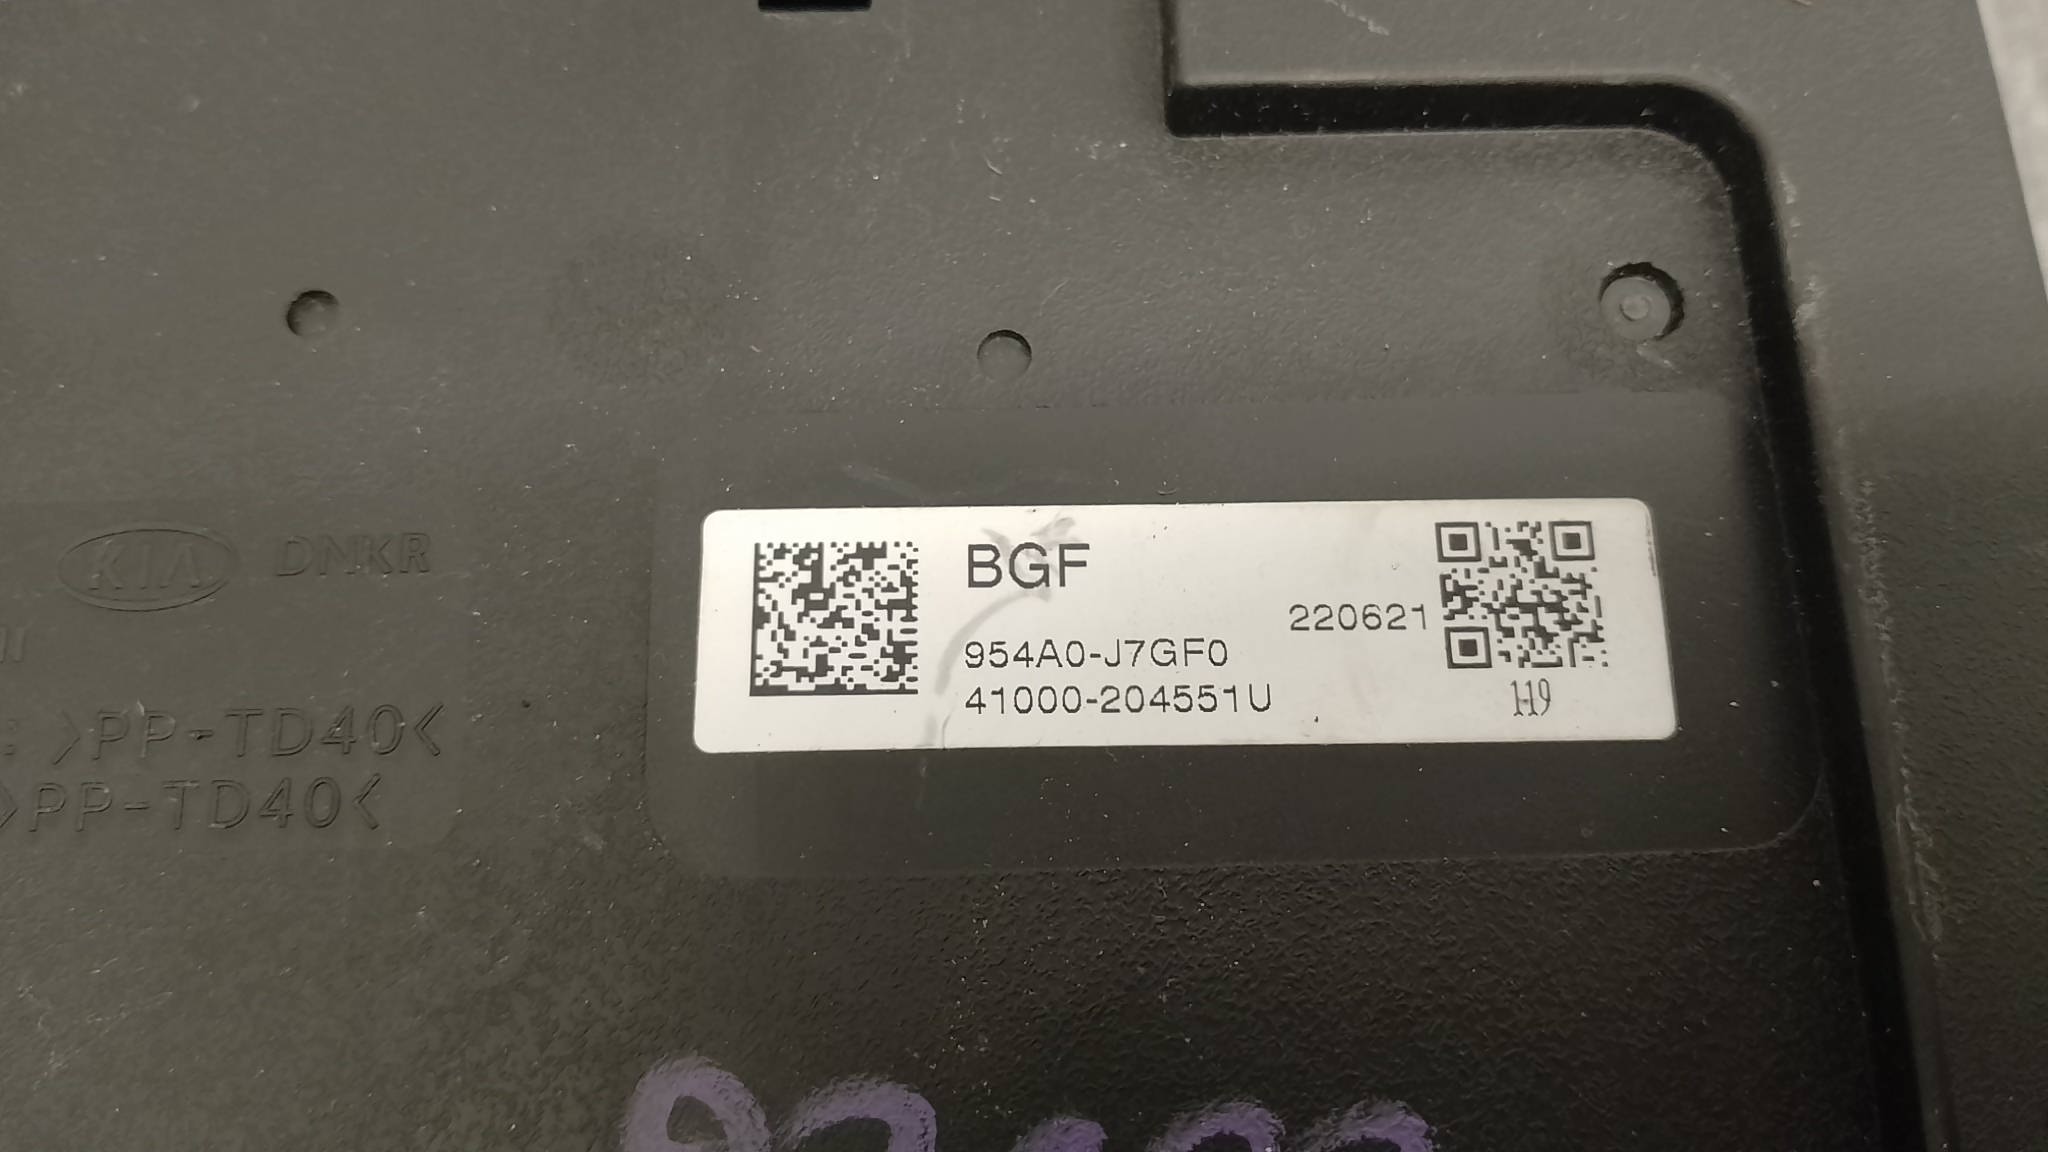 KIA DNKR
: >PP-TD40<
>PP-TD40<
BGF
220621
954A0-J7GF0
41000-204551U
119